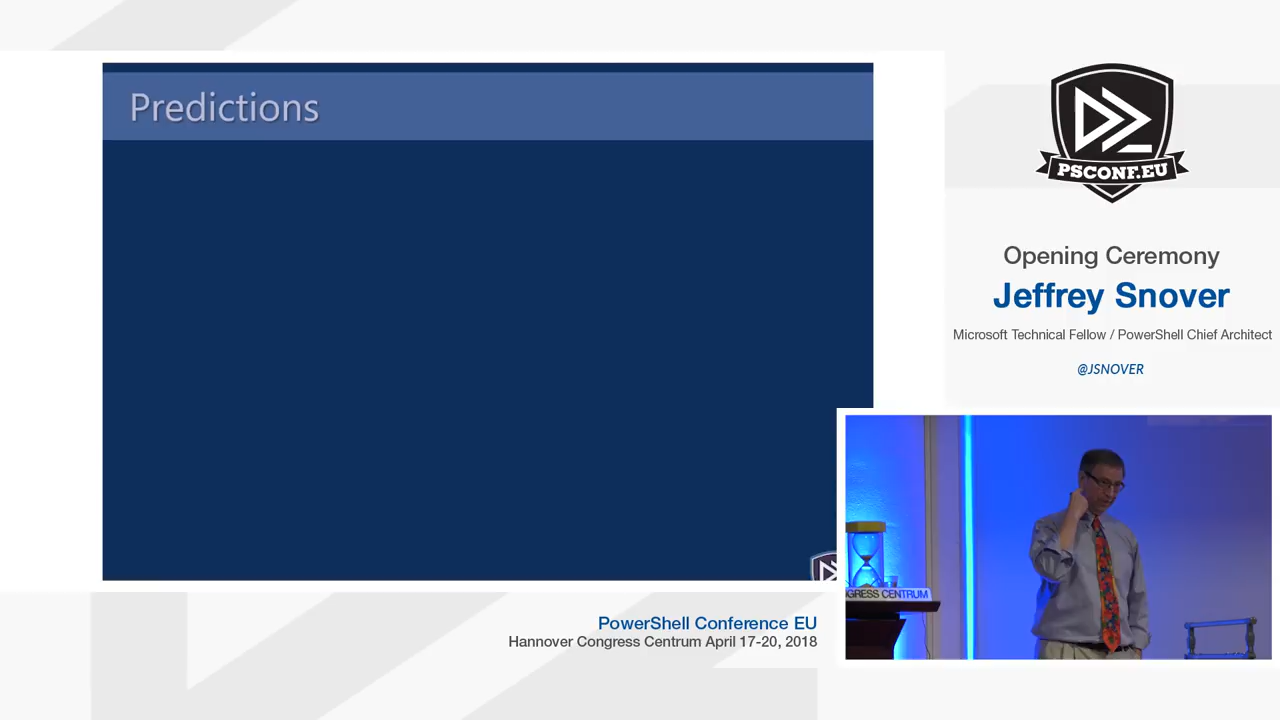 Predictions
PSCONF.EU
Opening Ceremony
Jeffrey Snover
Microsoft Technical Fellow / PowerShell Chief Architect
@JSNOVER
GRESS CENTRUM
PowerShell Conference EU
Hannover Congress Centrum April 17-20, 2018